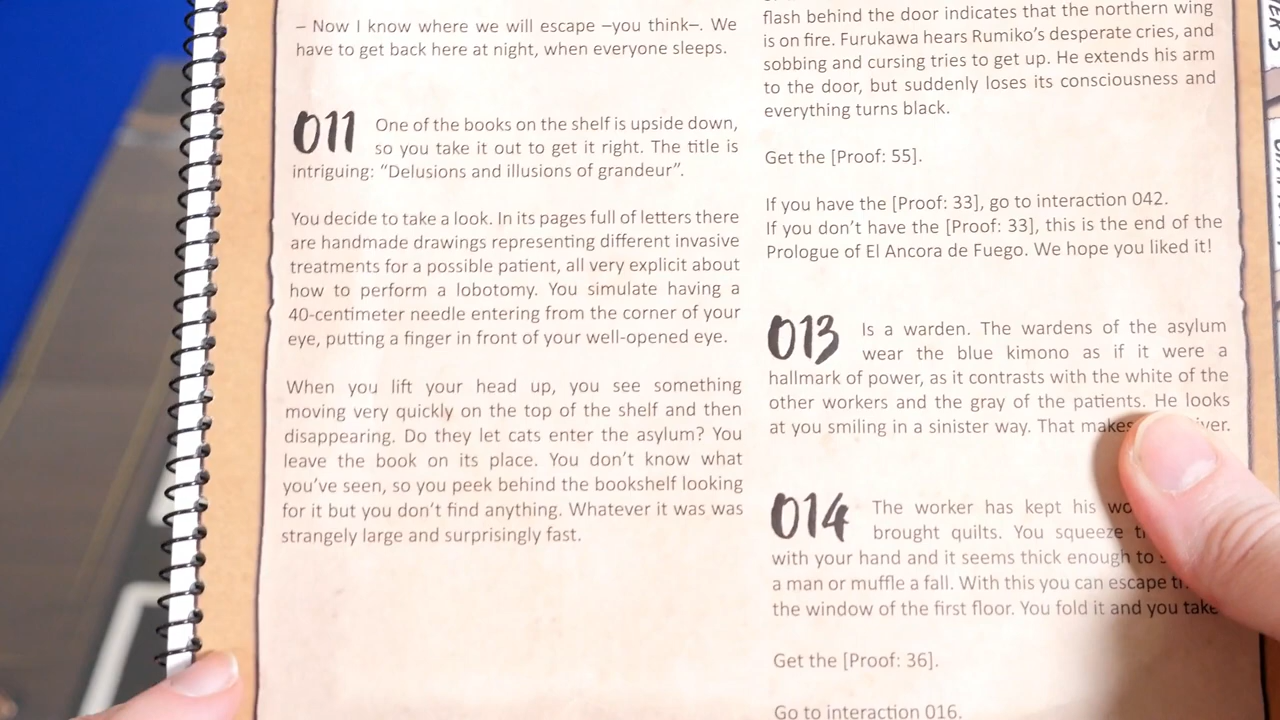 – Now I know where we will escape –you think–. We
have to get back here at night, when everyone sleeps.
011 One of the books on the shelf is upside down,
so you take it out to get it right. The title is
intriguing: “Delusions and illusions of grandeur”.
You decide to take a look. In its pages full of letters there
are handmade drawings representing different invasive
treatments for a possible patient, all very explicit about
how to perform a lobotomy. You simulate having a
40-centimeter needle entering from the corner of your
eye, putting a finger in front of your well-opened eye.
When you lift your head up, you see something
moving very quickly on the top of the shelf and then
disappearing. Do they let cats enter the asylum? You
leave the book on its place. You don’t know what
you’ve seen, so you peek behind the bookshelf looking
for it but you don’t find anything. Whatever it was was
strangely large and surprisingly fast.
flash behind the door indicates that the northern wing
is on fire. Furukawa hears Rumiko’s desperate cries, and
sobbing and cursing tries to get up. He extends his arm
to the door, but suddenly loses its consciousness and
everything turns black.
Get the [Proof: 55].
If you have the [Proof: 33], go to interaction 042.
If you don’t have the [Proof: 33], this is the end of the
Prologue of El Ancora de Fuego. We hope you liked it!
013 Is a warden. The wardens of the asylum
wear the blue kimono as if it were a
hallmark of power, as it contrasts with the white of the
other workers and the gray of the patients. He looks
at you smiling in a sinister way. That makes
014 The worker has kept his
brought quilts. You squeeze
with your hand and it seems thick enough to
a man or muffle a fall. With this you can escape
the window of the first floor. You fold it and you take
Get the [Proof: 36].
Go to interaction 016.